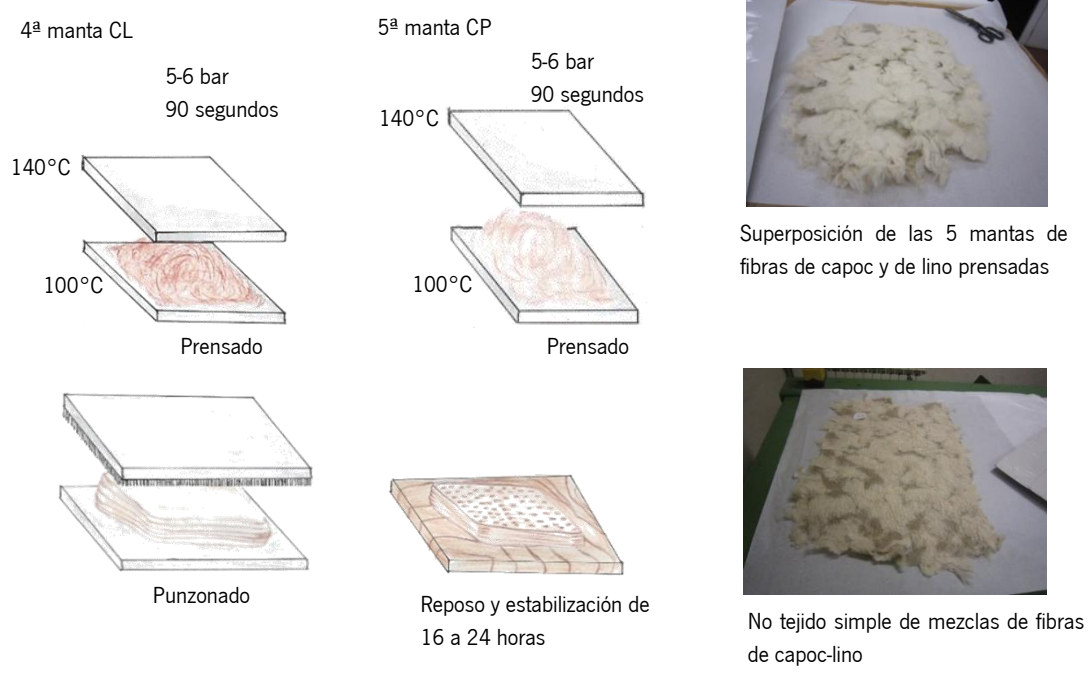 4ª manta CL
5-6 bar
90 segundos
140°C
100°C
Prensado
5ª manta CP
5-6 bar
90 segundos
140°C
100°C
Prensado
Superposición de las 5 mantas de
fibras de capoc y de lino prensadas
Punzonado
Reposo y estabilización de
16 a 24 horas
No tejido simple de mezclas de fibras
de capoc-lino